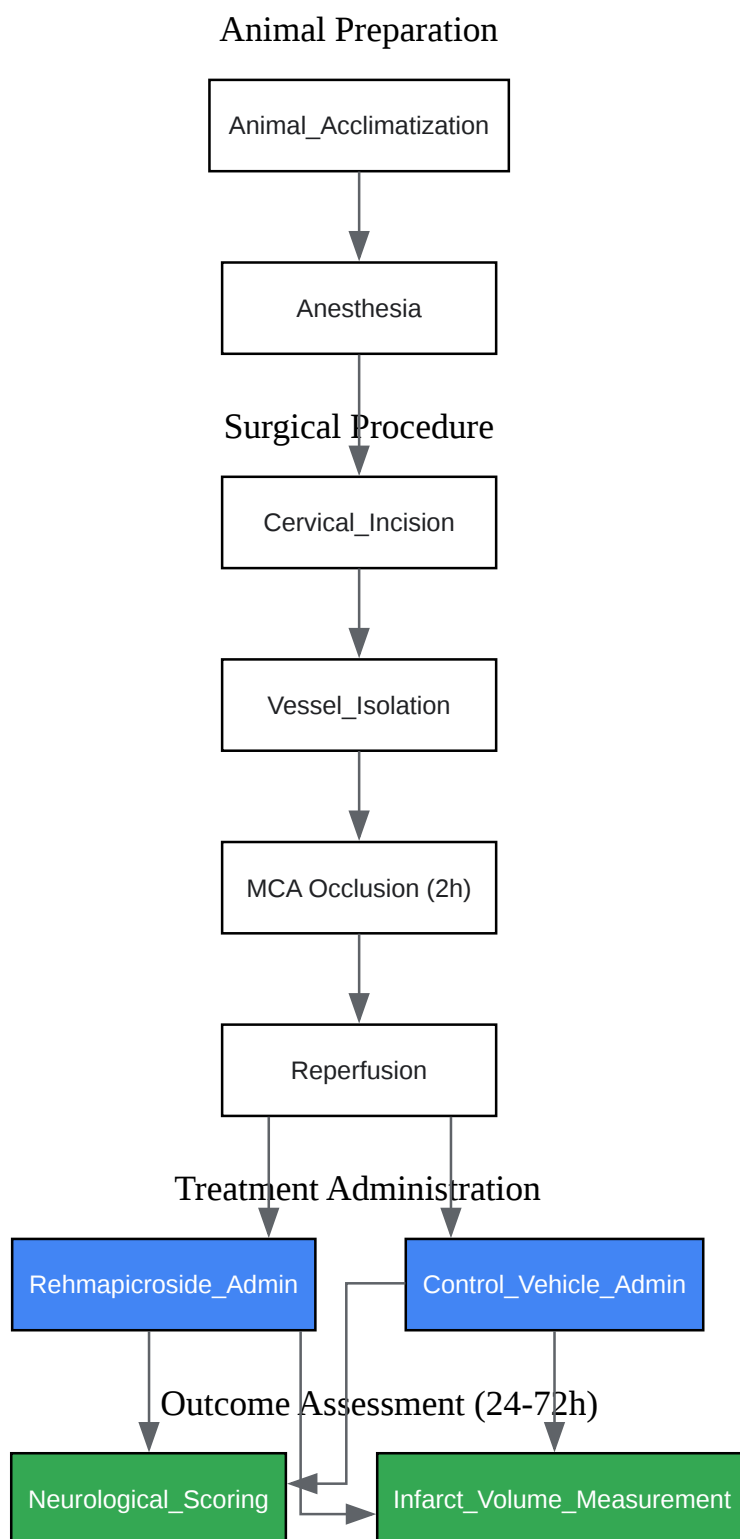 Animal Preparation
Animal_Acclimatization
Anesthesia
Surgical Procedure
Cervical_Incision
Vessel_Isolation
MCA Occlusion (2h)
Reperfusion
Treatment Administration
Rehmapicroside_Admin
Control_Vehicle_Admin
Outcome Assessment (24-72h)
Neurological_Scoring
Infarct_Volume_Measurement